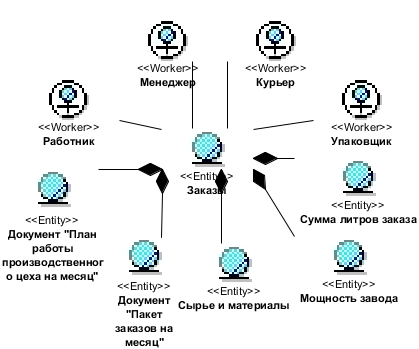 <<Worker>>
Менеджер
<<Worker>>
Курьер
<<Worker>>
Работник
<<Worker>>
Упаковщик
<<Entity>>
Заказы
<<Entity>>
Документ "План
работы
производственног
о цеха на месяц"
<<Entity>>
Сумма литров заказа
<<Entity>>
Документ
"Пакет
заказов на
месяц"
<<Entity>>
Сырье и материалы
<<Entity>>
Мощность завода